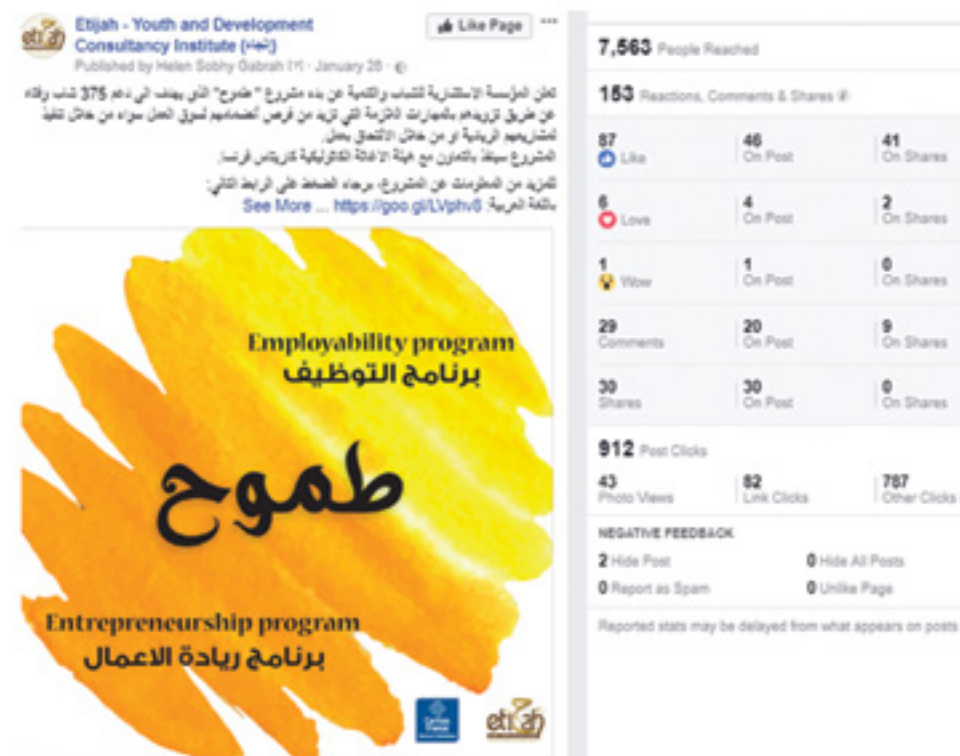 Etijah - Youth and Development
Consultancy Institute (إتجاه)
Like Page
Published by Helen Sobhy Gabrah [?] · January 26 ·
تعلن المؤسسة الاستشارية للشباب والتنمية عن بدء مشروع "طموح" الذي يهدف الى دعم 375 شاب وفتاة
عن طريق تزويدهم بالمهارات اللازمة التي تزيد من فرص انضمامهم لسوق العمل سواء من خلال تنفيذ
لمشاريعهم الريادية او من خلال الالتحاق بعمل.
المشروع سينفذ بالتعاون مع هيئة الاغاثة الكاثوليكية كاريتاس فرنسا.
للمزيد من المعلومات عن المشروع، برجاء الضغط على الرابط التالي:
باللغة العربية: https://goo.gl/LVphv8 ... See More
Employability program
برنامج التوظيف
طموح
Entrepreneurship program
برنامج ريادة الاعمال
Caritas
France
etijah
7,563 People Reached
153 Reactions, Comments & Shares
87 Like
46 On Post
41 On Shares
6 Love
4 On Post
2 On Shares
1 Wow
1 On Post
0 On Shares
29 Comments
20 On Post
9 On Shares
30 Shares
30 On Post
0 On Shares
912 Post Clicks
43 Photo Views
82 Link Clicks
787 Other Clicks
NEGATIVE FEEDBACK
2 Hide Post
0 Hide All Posts
0 Report as Spam
0 Unlike Page
Reported stats may be delayed from what appears on posts